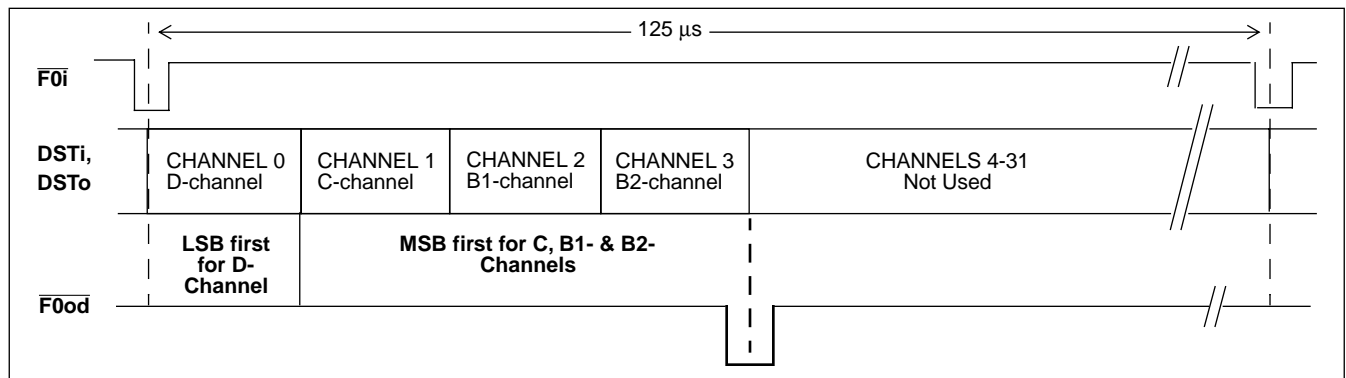 125 µs
F0i
DSTi,
DSTo
CHANNEL 0
D-channel
CHANNEL 1
C-channel
CHANNEL 2
B1-channel
CHANNEL 3
B2-channel
CHANNELS 4-31
Not Used
LSB first
for D-
Channel
MSB first for C, B1- & B2-
Channels
F0od